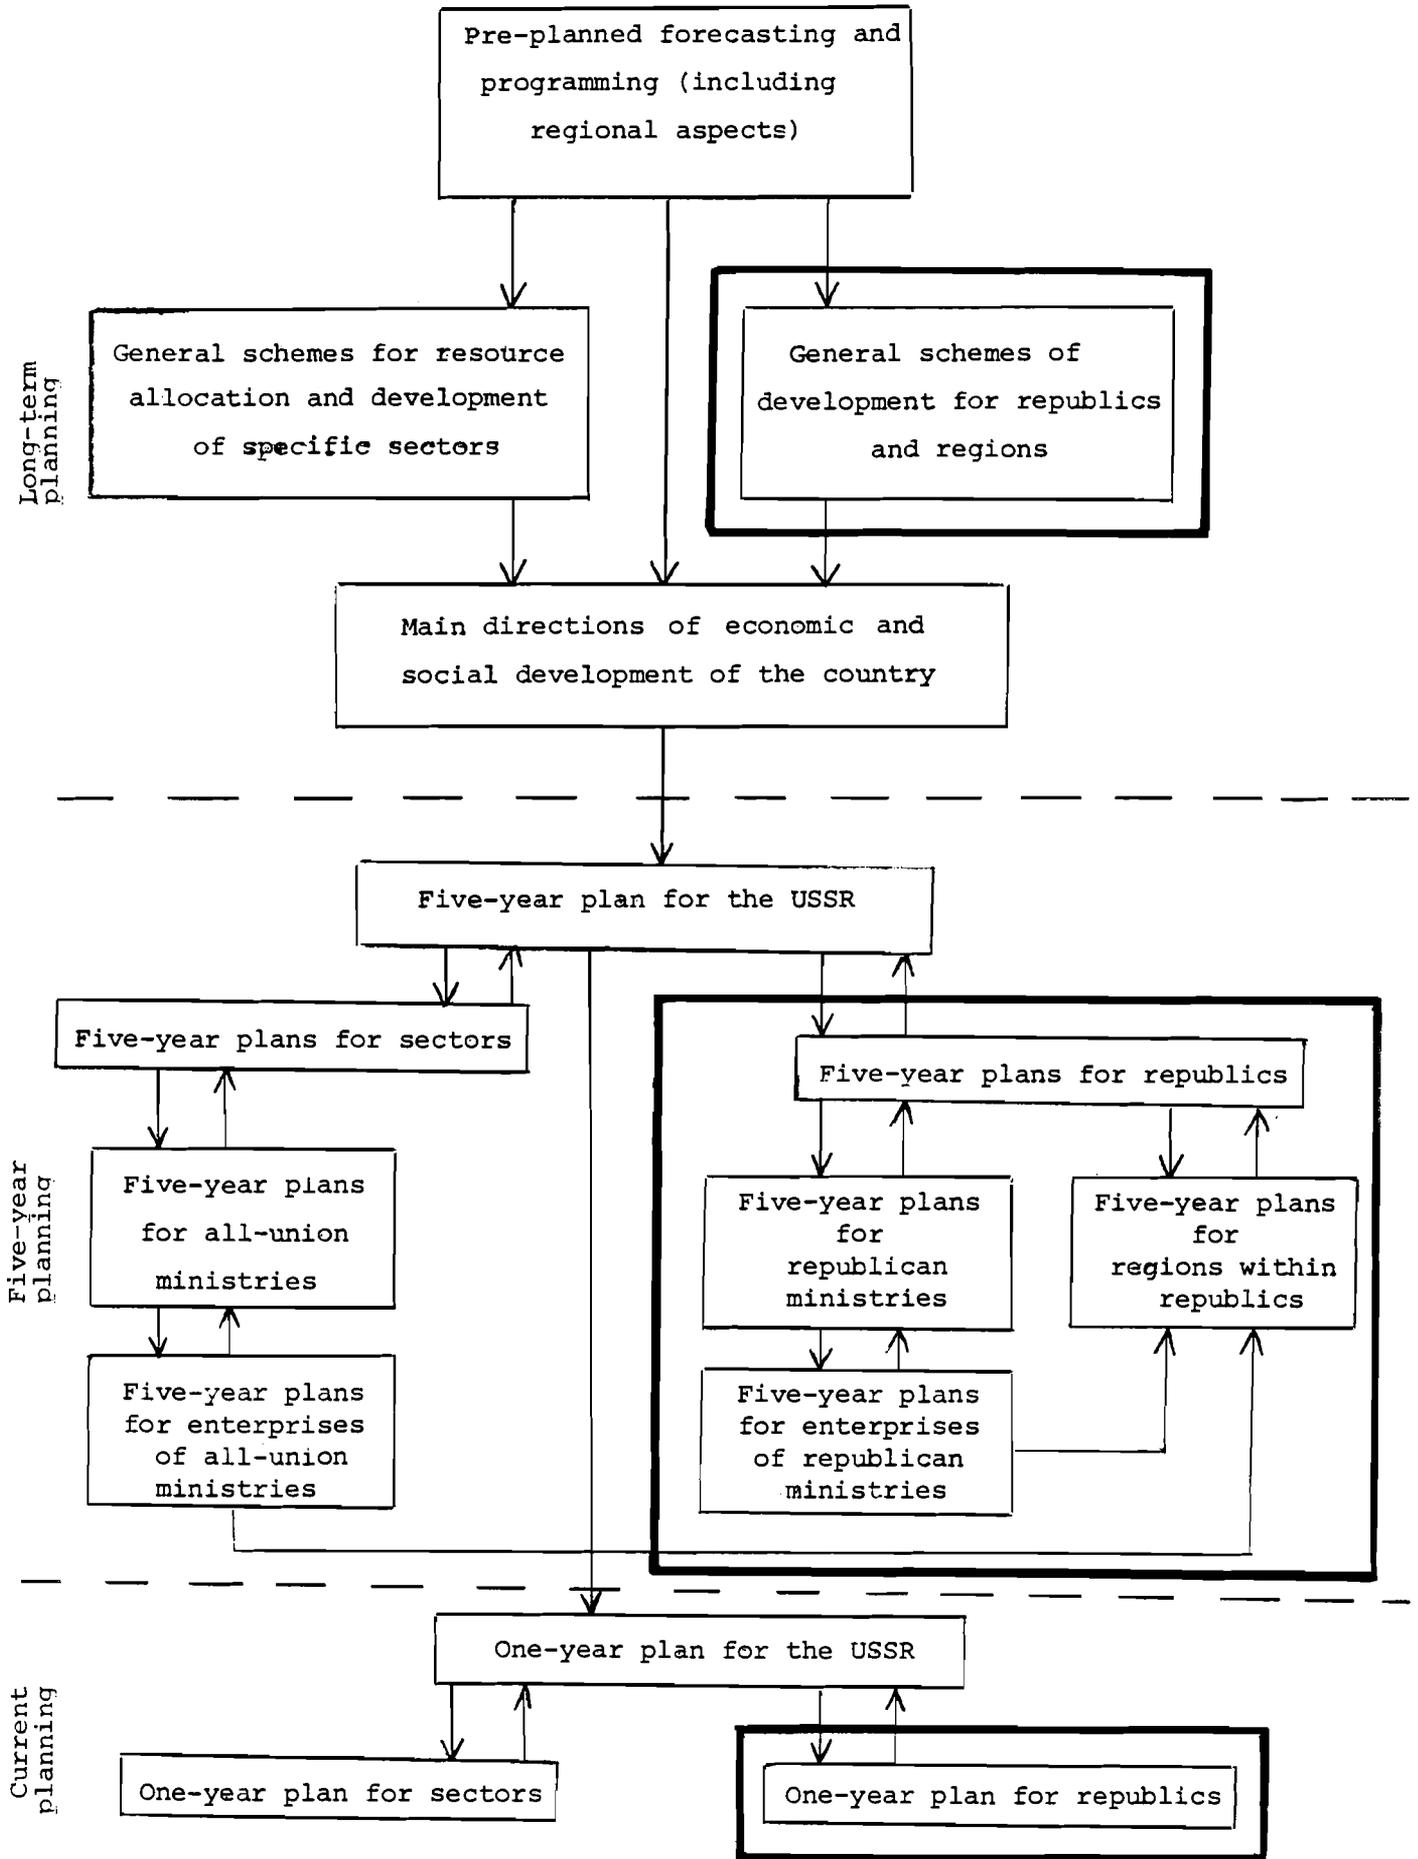 Pre-planned forecasting and
programming (including
regional aspects)
Long-term
planning
General schemes for resource
allocation and development
of specific sectors
General schemes of
development for republics
and regions
Main directions of economic and
social development of the country
Five-year plan for the USSR
Five-year planning
Five-year plans for sectors
Five-year plans for republics
Five-year plans
for all-union
ministries
Five-year plans
for
republican
ministries
Five-year plans
for
regions within
republics
Five-year plans
for enterprises
of all-union
ministries
Five-year plans
for enterprises
of republican
ministries
One-year plan for the USSR
Current
planning
One-year plan for sectors
One-year plan for republics